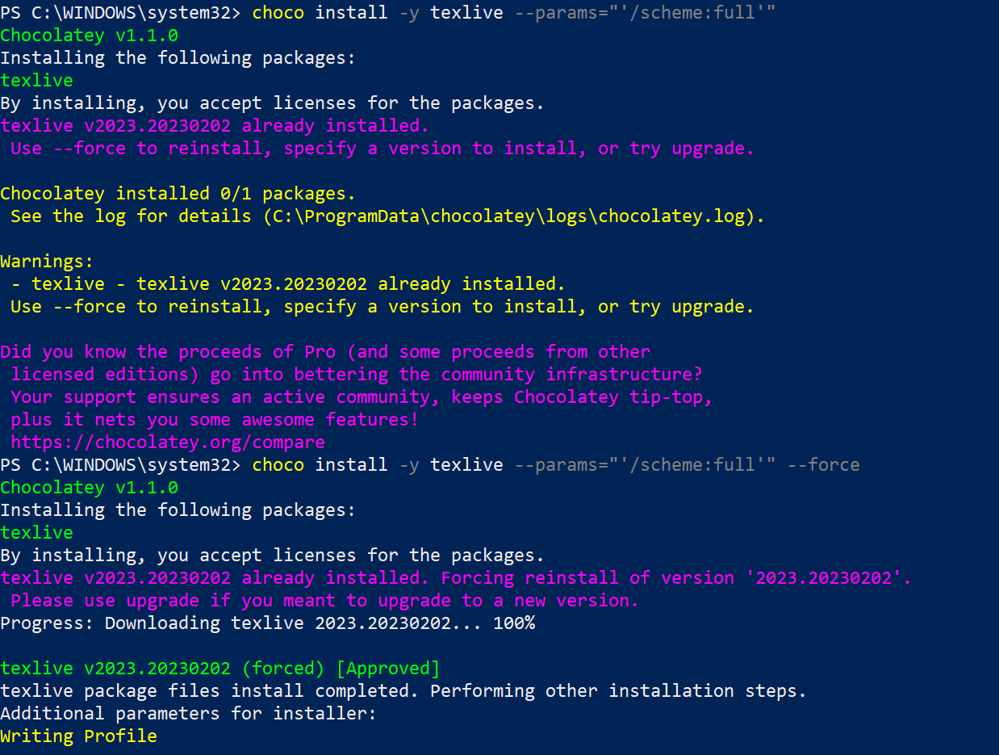 PS C:\WINDOWS\system32> choco install -y texlive --params="'/scheme:full'"
Chocolatey v1.1.0
Installing the following packages:
texlive
By installing, you accept licenses for the packages.
texlive v2023.20230202 already installed.
 Use --force to reinstall, specify a version to install, or try upgrade.
Chocolatey installed 0/1 packages.
 See the log for details (C:\ProgramData\chocolatey\logs\chocolatey.log).
Warnings:
 - texlive - texlive v2023.20230202 already installed.
 Use --force to reinstall, specify a version to install, or try upgrade.
Did you know the proceeds of Pro (and some proceeds from other
 licensed editions) go into bettering the community infrastructure?
 Your support ensures an active community, keeps Chocolatey tip-top,
 plus it nets you some awesome features!
 https://chocolatey.org/compare
PS C:\WINDOWS\system32> choco install -y texlive --params="'/scheme:full'" --force
Chocolatey v1.1.0
Installing the following packages:
texlive
By installing, you accept licenses for the packages.
texlive v2023.20230202 already installed. Forcing reinstall of version '2023.20230202'.
 Please use upgrade if you meant to upgrade to a new version.
Progress: Downloading texlive 2023.20230202... 100%
texlive v2023.20230202 (forced) [Approved]
texlive package files install completed. Performing other installation steps.
Additional parameters for installer:
Writing Profile